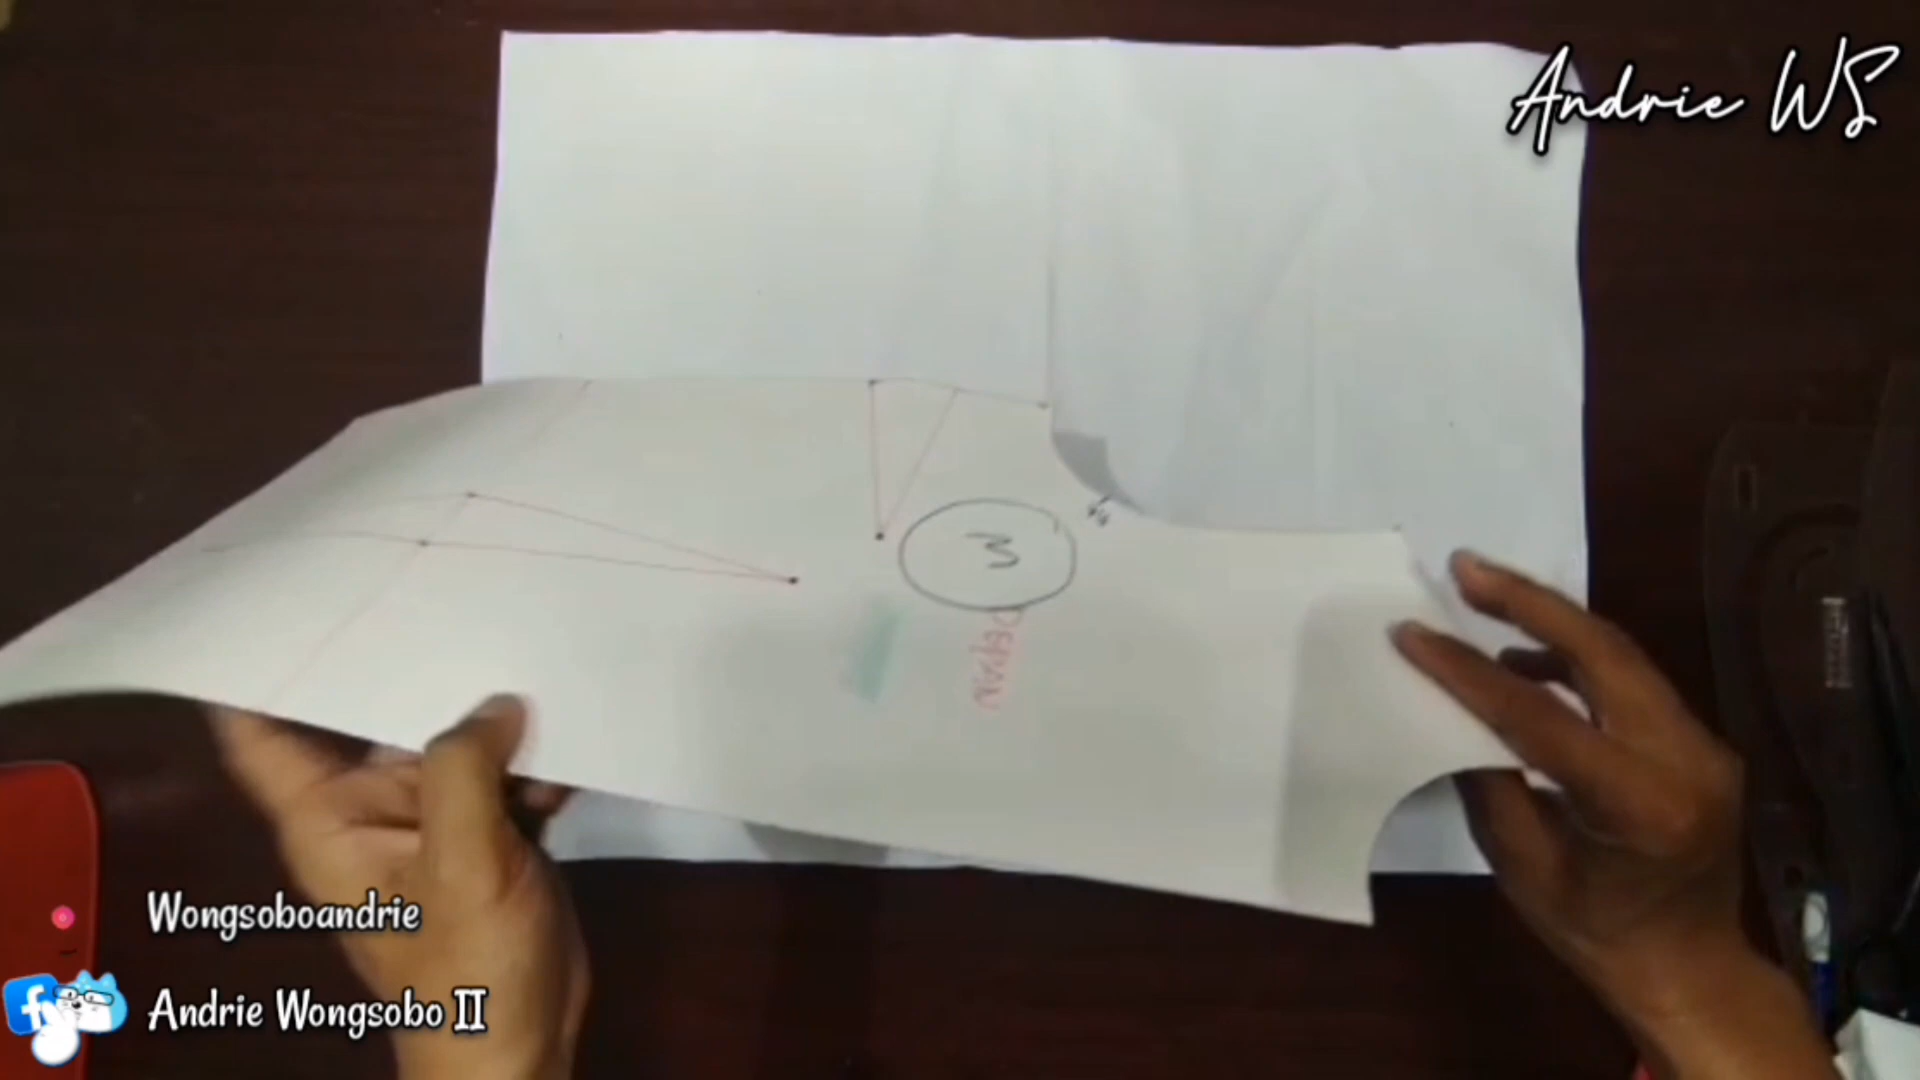 Andrie WS
M
DEPAN
Wongsoboandrie
f
Andrie Wongsobo II